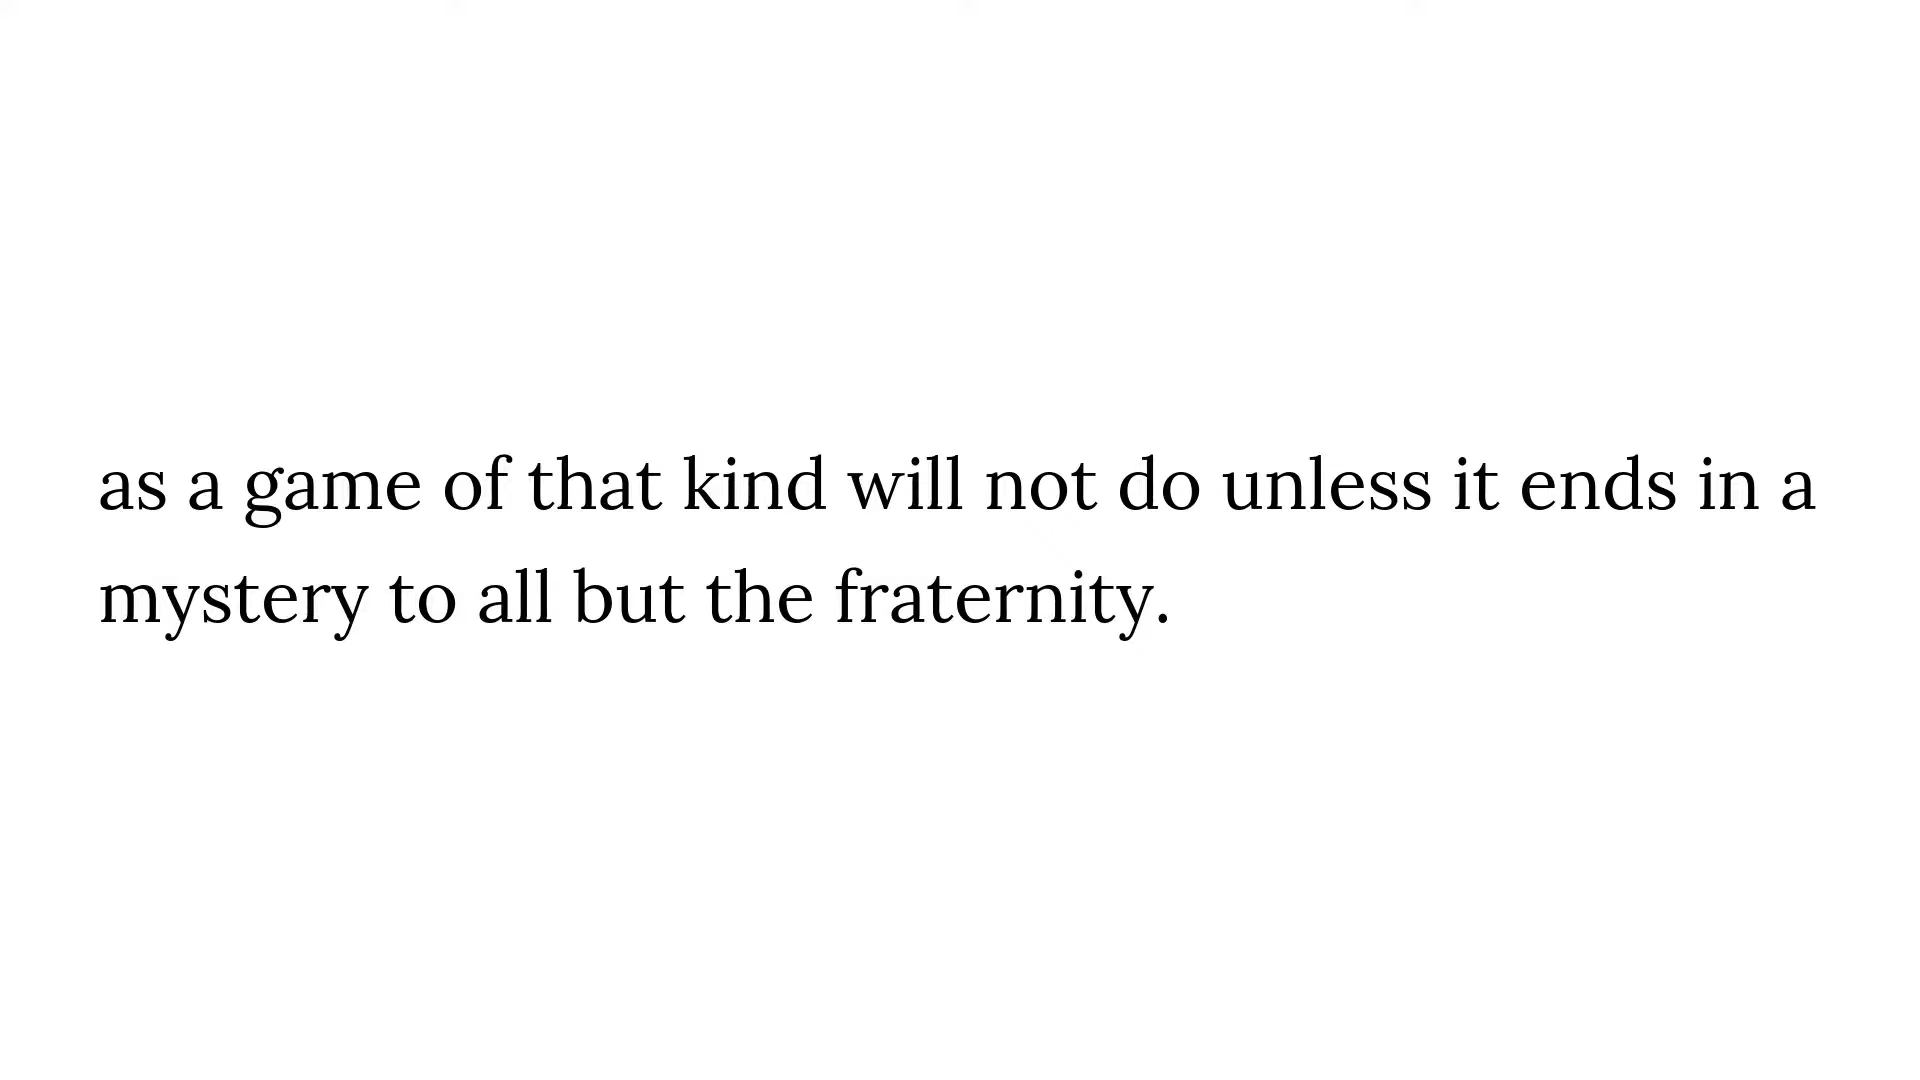 as a game of that kind will not do unless it ends in a
mystery to all but the fraternity.